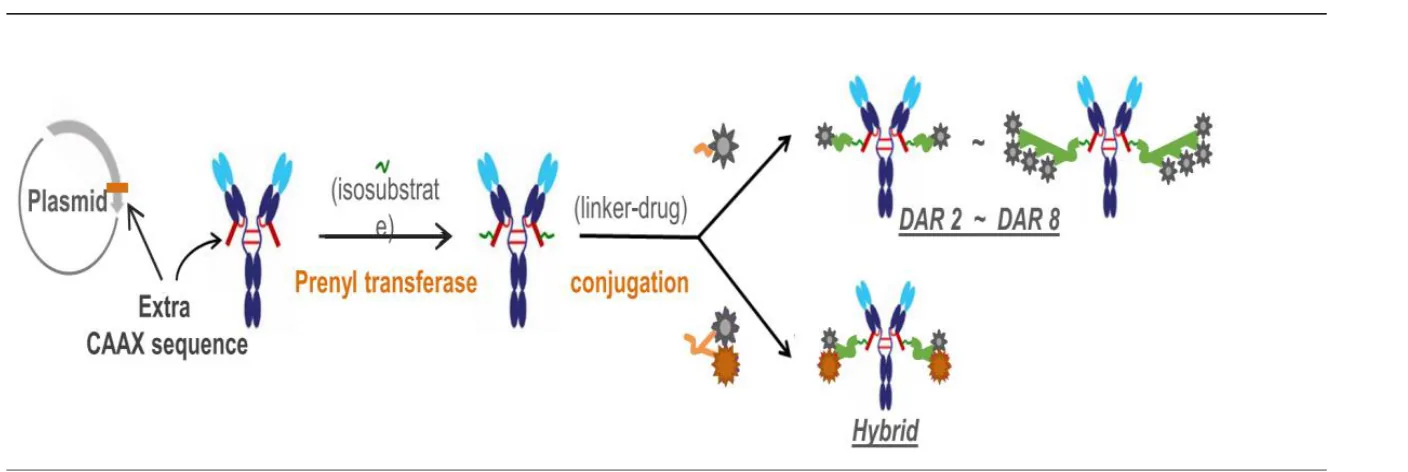 Plasmid
Extra
CAAX sequence
(isosubstrat
e)
Prenyl transferase
(linker-drug)
conjugation
~
DAR 2 ~ DAR 8
Hybrid